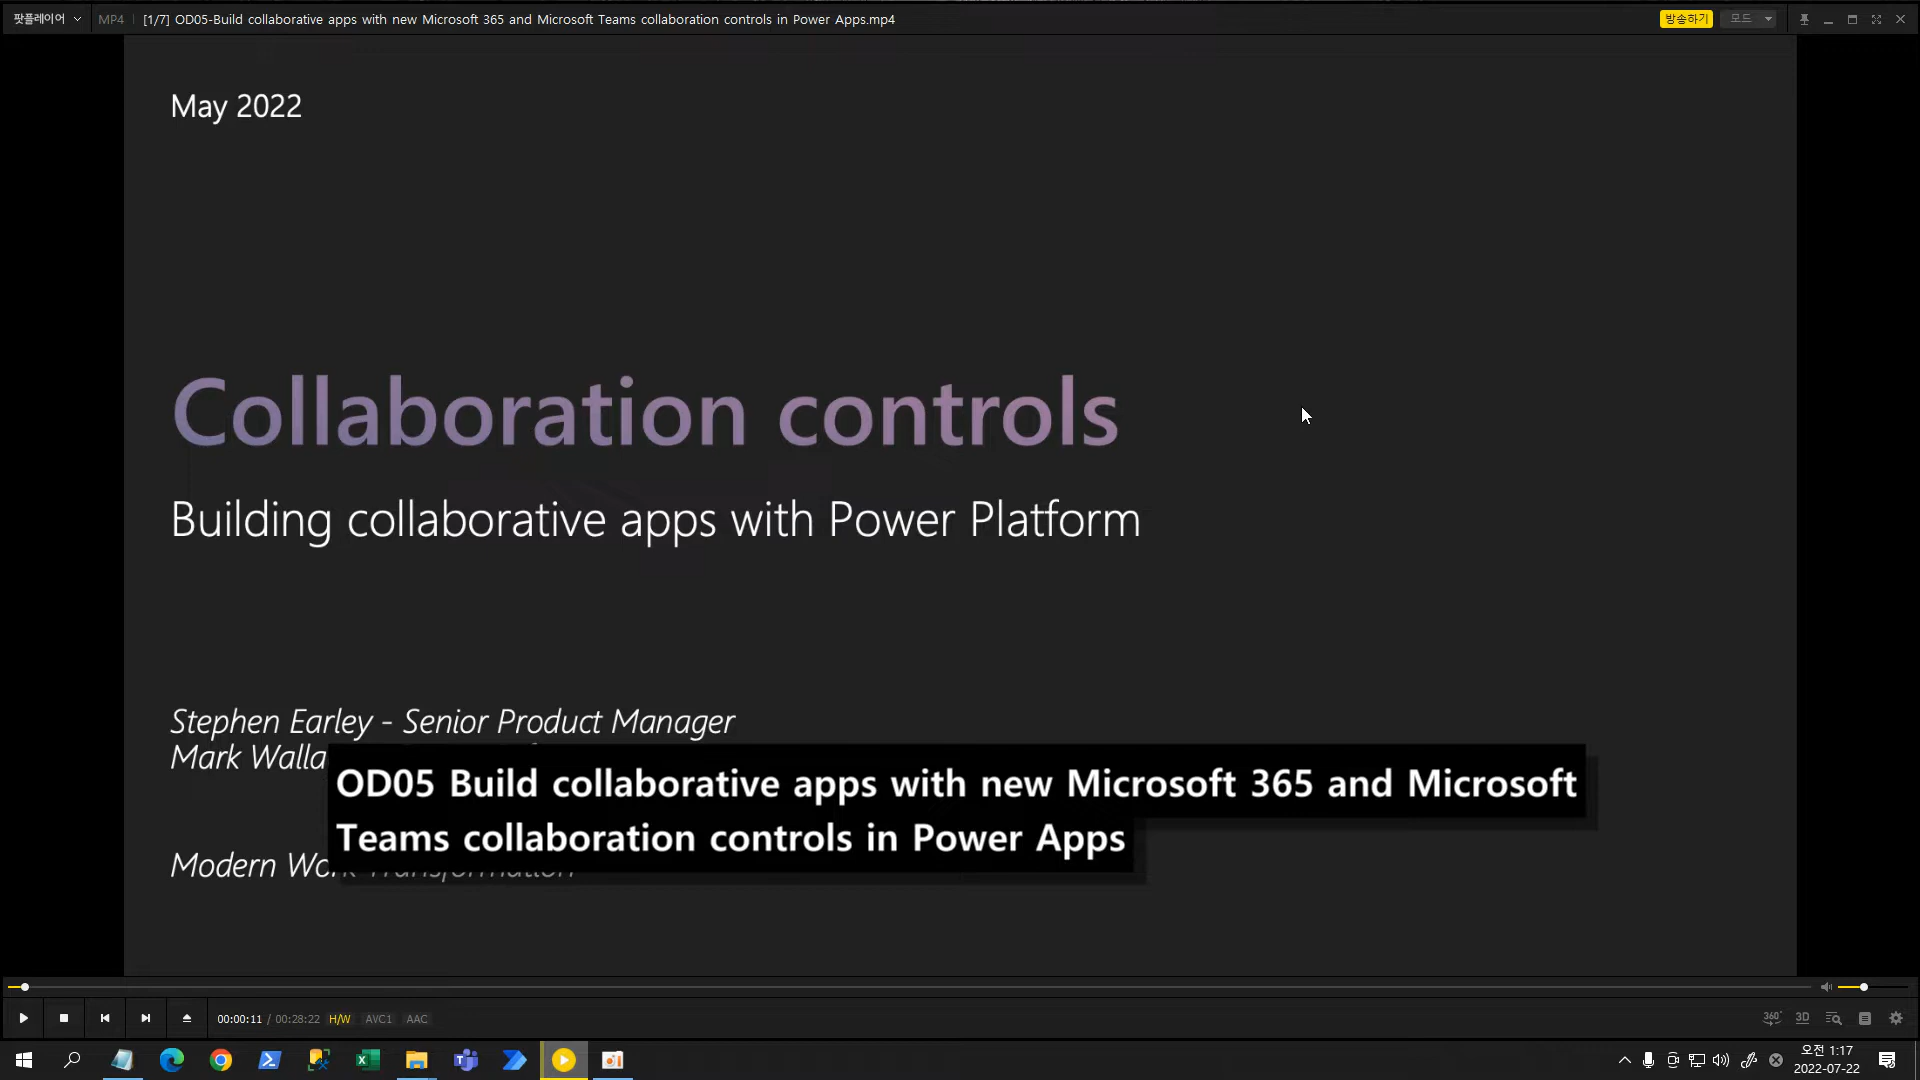 팟플레이어 MP4 [1/7] OD05-Build collaborative apps with new Microsoft 365 and Microsoft Teams collaboration controls in Power Apps.mp4 방송하기 모드
May 2022
Collaboration controls
Building collaborative apps with Power Platform
Stephen Earley - Senior Product Manager
Mark Walla
OD05 Build collaborative apps with new Microsoft 365 and Microsoft
Teams collaboration controls in Power Apps
Modern Work Transformation
00:00:11 / 00:28:22 H/W AVC1 AAC 360° 3D
오전 1:17
2022-07-22